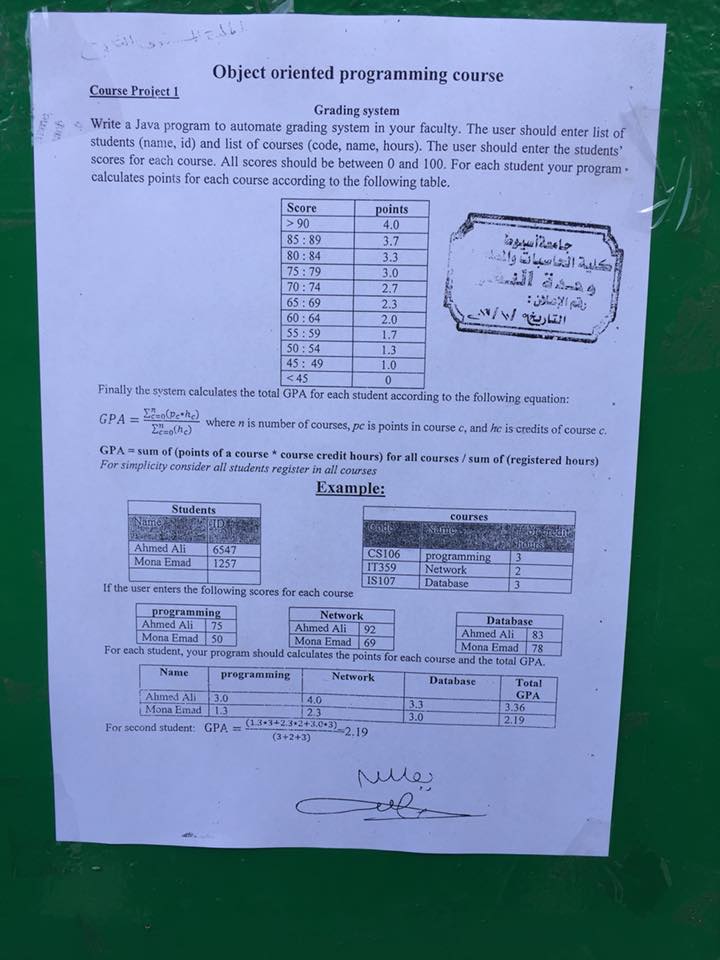 Object oriented programming course
Course Project 1
Grading system
Write a Java program to automate grading system in your faculty. The user should enter list of
students (name, id) and list of courses (code, name, hours). The user should enter the students'
scores for each course. All scores should be between 0 and 100. For each student your program
calculates points for each course according to the following table.
Score points
> 90 4.0
85 : 89 3.7
80 : 84 3.3
75 : 79 3.0
70 : 74 2.7
65 : 69 2.3
60 : 64 2.0
55 : 59 1.7
50 : 54 1.3
45 : 49 1.0
< 45 0
جامعة أسيوط
كلية الحاسبات
وحدة
رقم الإعلان :
التاريخ
Finally the system calculates the total GPA for each student according to the following equation:
GPA = Σⁿc=0(pc*hc) / Σⁿc=0(hc) where n is number of courses, pc is points in course c, and hc is credits of course c.
GPA = sum of (points of a course * course credit hours) for all courses / sum of (registered hours)
For simplicity consider all students register in all courses
Example:
Students
Name ID
Ahmed Ali 6547
Mona Emad 1257
courses
Code Name credit hours
CS106 programming 3
IT359 Network 2
IS107 Database 3
If the user enters the following scores for each course
programming
Ahmed Ali 75
Mona Emad 50
Network
Ahmed Ali 92
Mona Emad 69
Database
Ahmed Ali 83
Mona Emad 78
For each student, your program should calculates the points for each course and the total GPA.
Name programming Network Database Total GPA
Ahmed Ali 3.0 4.0 3.3 3.36
Mona Emad 1.3 2.3 3.0 2.19
For second student: GPA = (1.3*3+2.3*2+3.0*3) / (3+2+3) =2.19